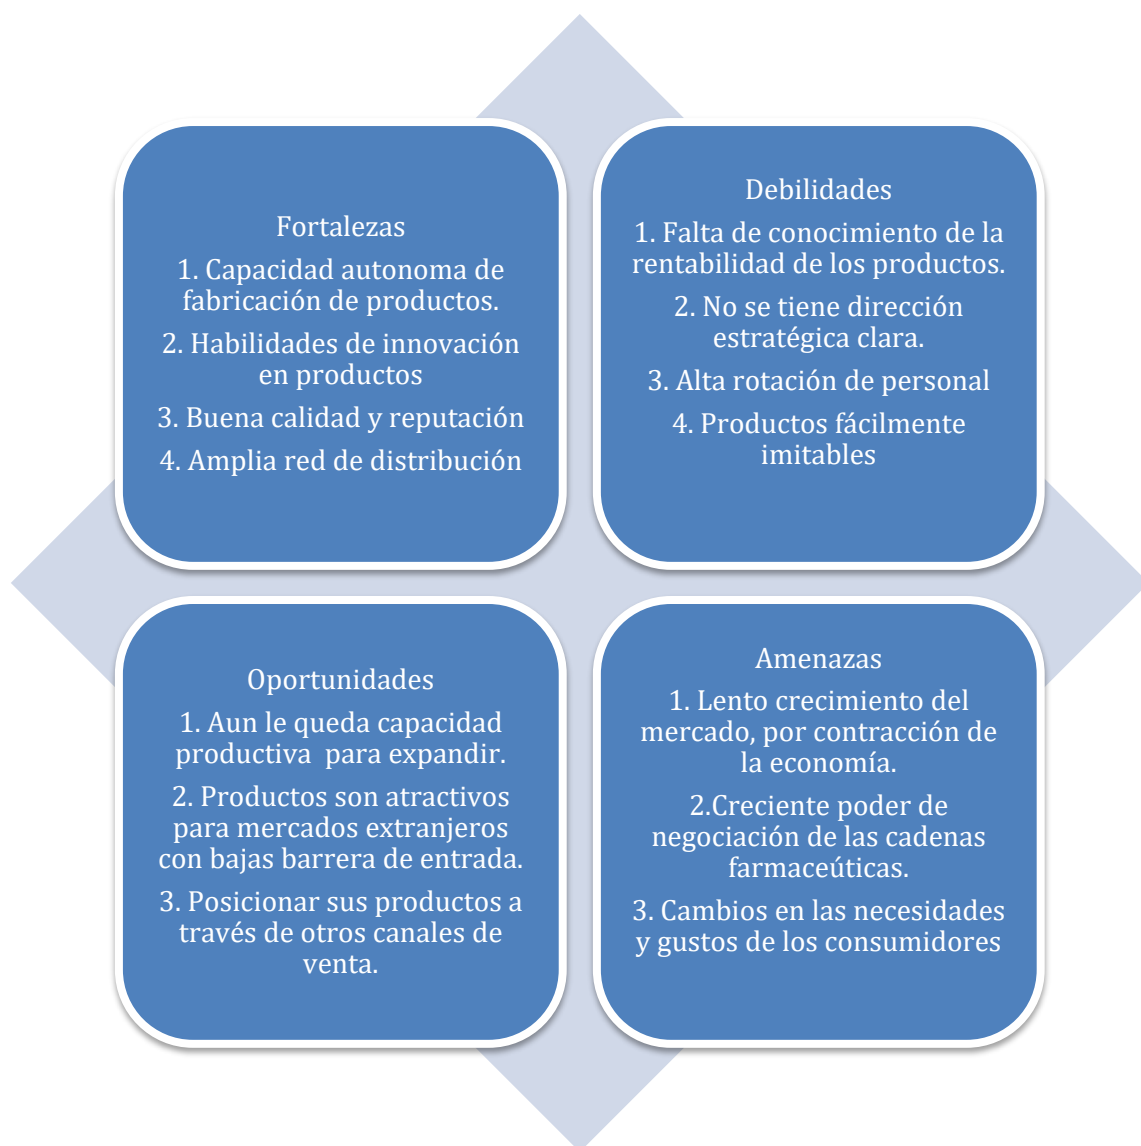 Fortalezas
1. Capacidad autonoma de
fabricación de productos.
2. Habilidades de innovación
en productos
3. Buena calidad y reputación
4. Amplia red de distribución
Debilidades
1. Falta de conocimiento de la
rentabilidad de los productos.
2. No se tiene dirección
estratégica clara.
3. Alta rotación de personal
4. Productos fácilmente
imitables
Oportunidades
1. Aun le queda capacidad
productiva  para expandir.
2. Productos son atractivos
para mercados extranjeros
con bajas barrera de entrada.
3. Posicionar sus productos a
través de otros canales de
venta.
Amenazas
1. Lento crecimiento del
mercado, por contracción de
la economía.
2.Creciente poder de
negociación de las cadenas
farmaceúticas.
3. Cambios en las necesidades
y gustos de los consumidores